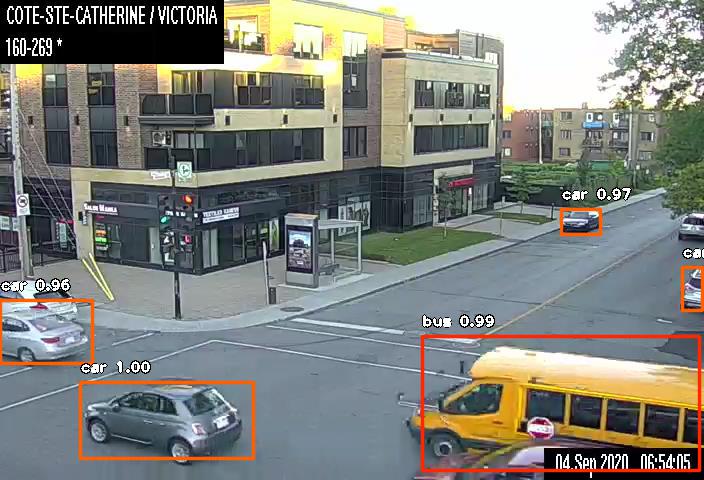 COTE-STE-CATHERINE / VICTORIA
160-269 *
car 0.97
SALON MANILA
car 0.96
bus 0.99
car 1.00
04 Sep 2020 06:54:05